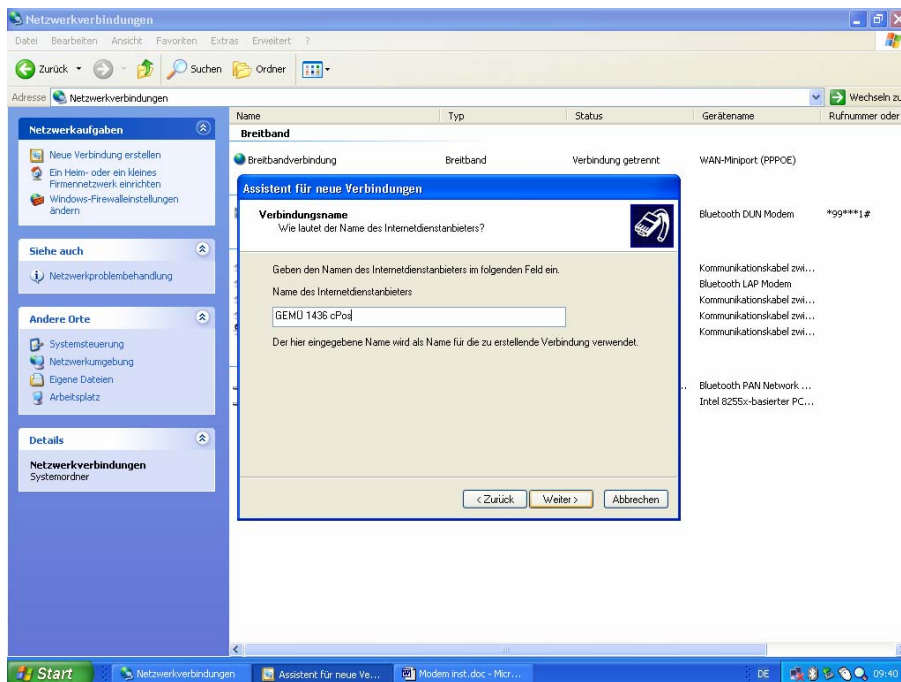 Netzwerkverbindungen
Datei Bearbeiten Ansicht Favoriten Extras Erweitert ?
Zurück Suchen Ordner
Adresse Netzwerkverbindungen Wechseln zu
Netzwerkaufgaben
Neue Verbindung erstellen
Ein Heim- oder ein kleines
Firmennetzwerk einrichten
Windows-Firewalleinstellungen
ändern
Siehe auch
Netzwerkproblembehandlung
Andere Orte
Systemsteuerung
Netzwerkumgebung
Eigene Dateien
Arbeitsplatz
Details
Netzwerkverbindungen
Systemordner
Name Typ Status Gerätename Rufnummer oder
Breitband
Breitbandverbindung Breitband Verbindung getrennt WAN-Miniport (PPPOE)
Bluetooth DUN Modem *99***1#
Kommunikationskabel zwi...
Bluetooth LAP Modem
Kommunikationskabel zwi...
Kommunikationskabel zwi...
Kommunikationskabel zwi...
.. Bluetooth PAN Network ...
Intel 8255x-basierter PC...
Assistent für neue Verbindungen
Verbindungsname
Wie lautet der Name des Internetdienstanbieters?
Geben den Namen des Internetdienstanbieters im folgenden Feld ein.
Name des Internetdienstanbieters
GEMÜ 1436 cPos
Der hier eingegebene Name wird als Name für die zu erstellende Verbindung verwendet.
< Zurück Weiter > Abbrechen
Start Netzwerkverbindungen Assistent für neue Ve... Modem inst.doc - Micr... DE 09:40